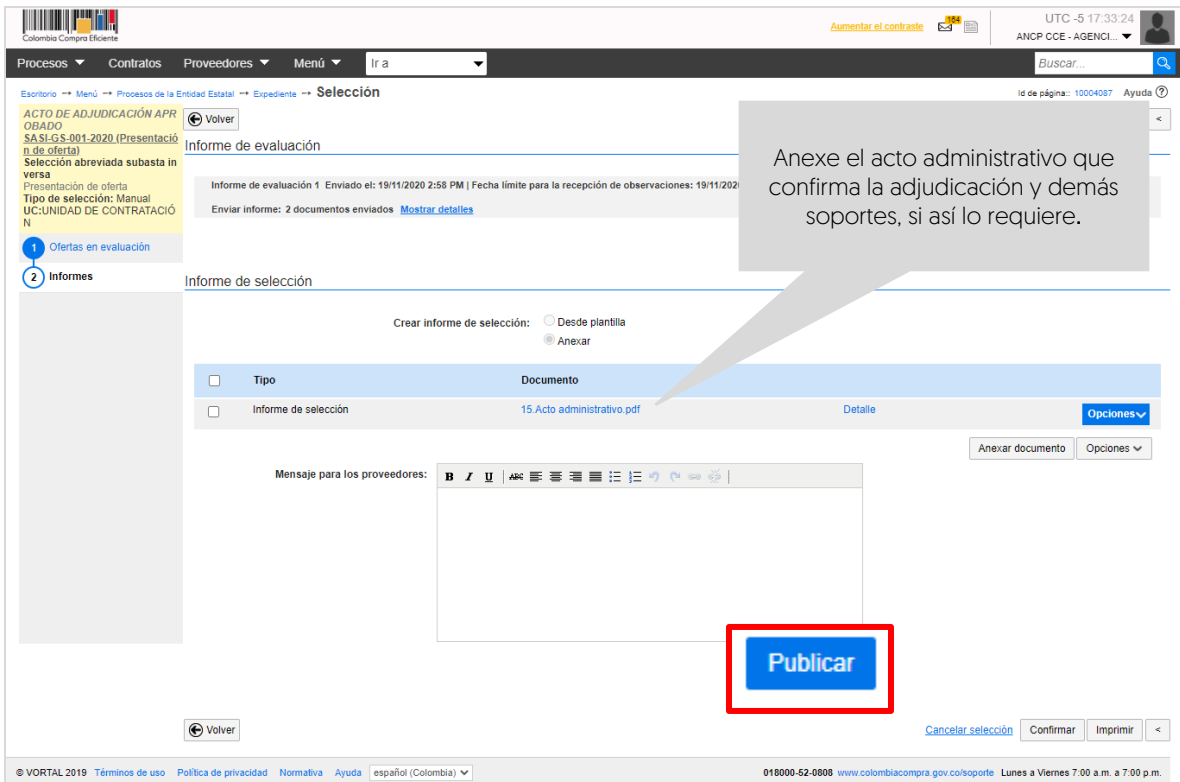 Colombia Compra Eficiente
Aumentar el contraste
164
UTC -5 17:33:24
ANCP CCE - AGENCI...
Procesos Contratos Proveedores Menú Ir a Buscar...
Escritorio → Menú → Procesos de la Entidad Estatal → Expediente → Selección
Id de página:: 10004087 Ayuda ?
ACTO DE ADJUDICACIÓN APR
OBADO
SASI-GS-001-2020 (Presentació
n de oferta)
Selección abreviada subasta in
versa
Presentación de oferta
Tipo de selección: Manual
UC:UNIDAD DE CONTRATACIÓ
N
1 Ofertas en evaluación
2 Informes
Volver
<
Informe de evaluación
Informe de evaluación 1 Enviado el: 19/11/2020 2:58 PM | Fecha límite para la recepción de observaciones: 19/11/2020
Enviar informe: 2 documentos enviados Mostrar detalles
Anexe el acto administrativo que
confirma la adjudicación y demás
soportes, si así lo requiere.
Informe de selección
Crear informe de selección: Desde plantilla
Anexar
Tipo Documento
Informe de selección 15.Acto administrativo.pdf Detalle Opciones
Anexar documento Opciones
Mensaje para los proveedores:
B I U ABC
Publicar
Volver
Cancelar selección Confirmar Imprimir <
© VORTAL 2019 Términos de uso Política de privacidad Normativa Ayuda español (Colombia)
018000-52-0808 www.colombiacompra.gov.co/soporte Lunes a Viernes 7:00 a.m. a 7:00 p.m.